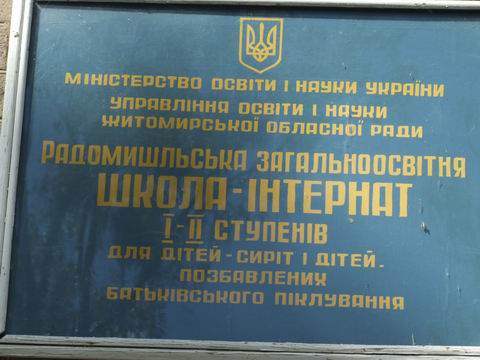 МІНІСТЕРСТВО ОСВІТИ І НАУКИ УКРАЇНИ
УПРАВЛІННЯ ОСВІТИ І НАУКИ
ЖИТОМИРСЬКОЇ ОБЛАСНОЇ РАДИ
РАДОМИШЛЬСЬКА ЗАГАЛЬНООСВІТНЯ
ШКОЛА-ІНТЕРНАТ
І-ІІ СТУПЕНІВ
ДЛЯ ДІТЕЙ-СИРІТ І ДІТЕЙ,
ПОЗБАВЛЕНИХ
БАТЬКІВСЬКОГО ПІКЛУВАННЯ